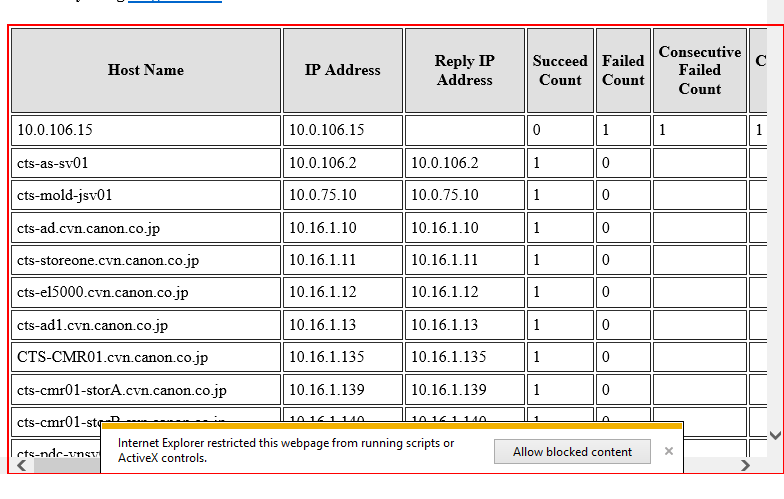 Host Name IP Address Reply IP Address Succeed Count Failed Count Consecutive Failed Count C
10.0.106.15 10.0.106.15 0 1 1 1
cts-as-sv01 10.0.106.2 10.0.106.2 1 0
cts-mold-jsv01 10.0.75.10 10.0.75.10 1 0
cts-ad.cvn.canon.co.jp 10.16.1.10 10.16.1.10 1 0
cts-storeone.cvn.canon.co.jp 10.16.1.11 10.16.1.11 1 0
cts-el5000.cvn.canon.co.jp 10.16.1.12 10.16.1.12 1 0
cts-ad1.cvn.canon.co.jp 10.16.1.13 10.16.1.13 1 0
CTS-CMR01.cvn.canon.co.jp 10.16.1.135 10.16.1.135 1 0
cts-cmr01-storA.cvn.canon.co.jp 10.16.1.139 10.16.1.139 1 0
cts-cmr01-storB.cvn.canon.co.jp 10.16.1.140 10.16.1.140 1 0
Internet Explorer restricted this webpage from running scripts or
ActiveX controls.
Allow blocked content